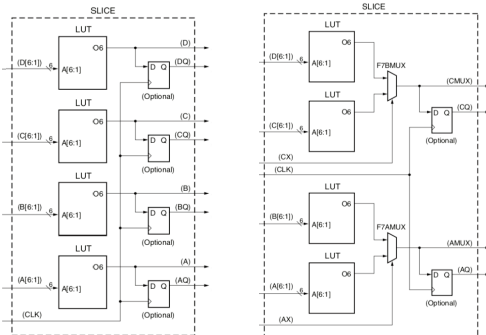 SLICE
LUT
O6
(D)
D Q
(DQ)
(D[6:1])
6
A[6:1]
(Optional)
LUT
O6
(C)
D Q
(CQ)
(C[6:1])
6
A[6:1]
(Optional)
LUT
O6
(B)
D Q
(BQ)
(B[6:1])
6
A[6:1]
(Optional)
LUT
O6
(A)
D Q
(AQ)
(A[6:1])
6
A[6:1]
(Optional)
(CLK)
SLICE
LUT
O6
(D[6:1])
6
A[6:1]
F7BMUX
(CMUX)
LUT
O6
D Q
(CQ)
(C[6:1])
6
A[6:1]
(Optional)
(CX)
(CLK)
LUT
O6
(B[6:1])
6
A[6:1]
F7AMUX
(AMUX)
LUT
O6
D Q
(AQ)
(A[6:1])
6
A[6:1]
(Optional)
(AX)